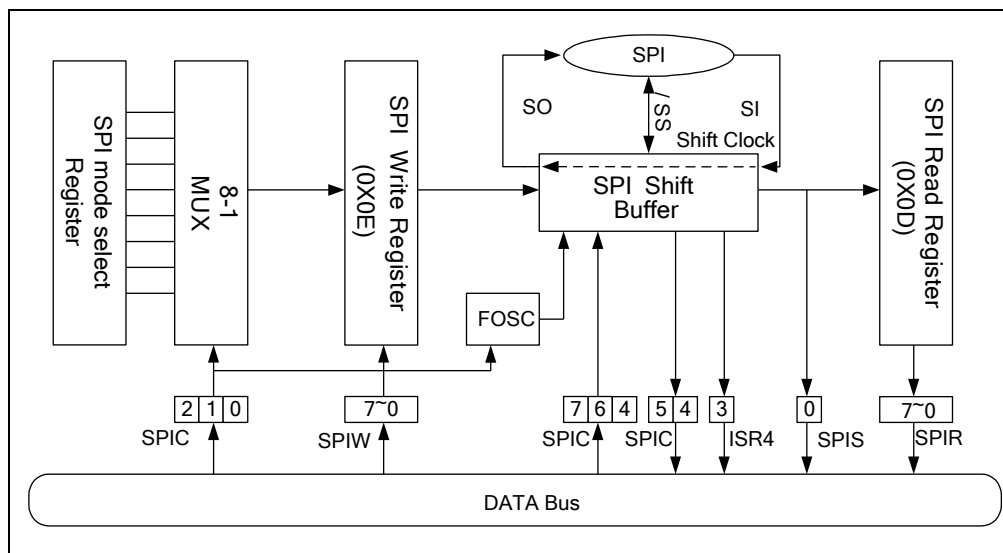 SPI
SO
/SS
SI
Shift Clock
SPI mode select
Register
8-1
MUX
SPI Write Register
(0X0E)
SPI Shift
Buffer
SPI Read Register
(0X0D)
FOSC
2 1 0
7~0
7 6 4
5 4
3
0
7~0
SPIC
SPIW
SPIC
SPIC
ISR4
SPIS
SPIR
DATA Bus